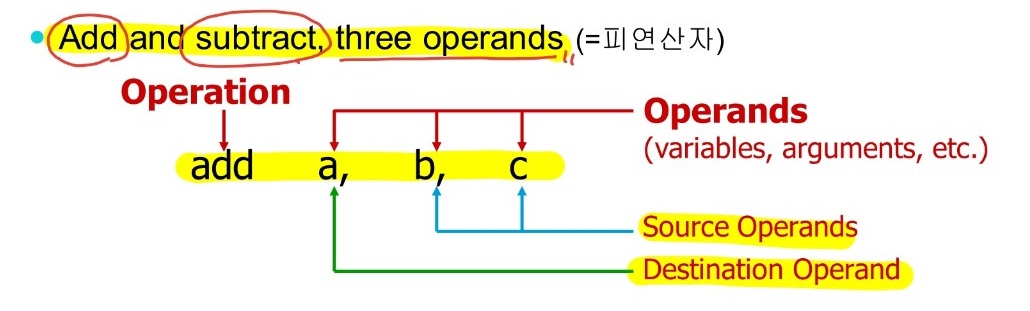 • Add and subtract, three operands (=피연산자)
Operation
Operands
(variables, arguments, etc.)
add a, b, c
Source Operands
Destination Operand